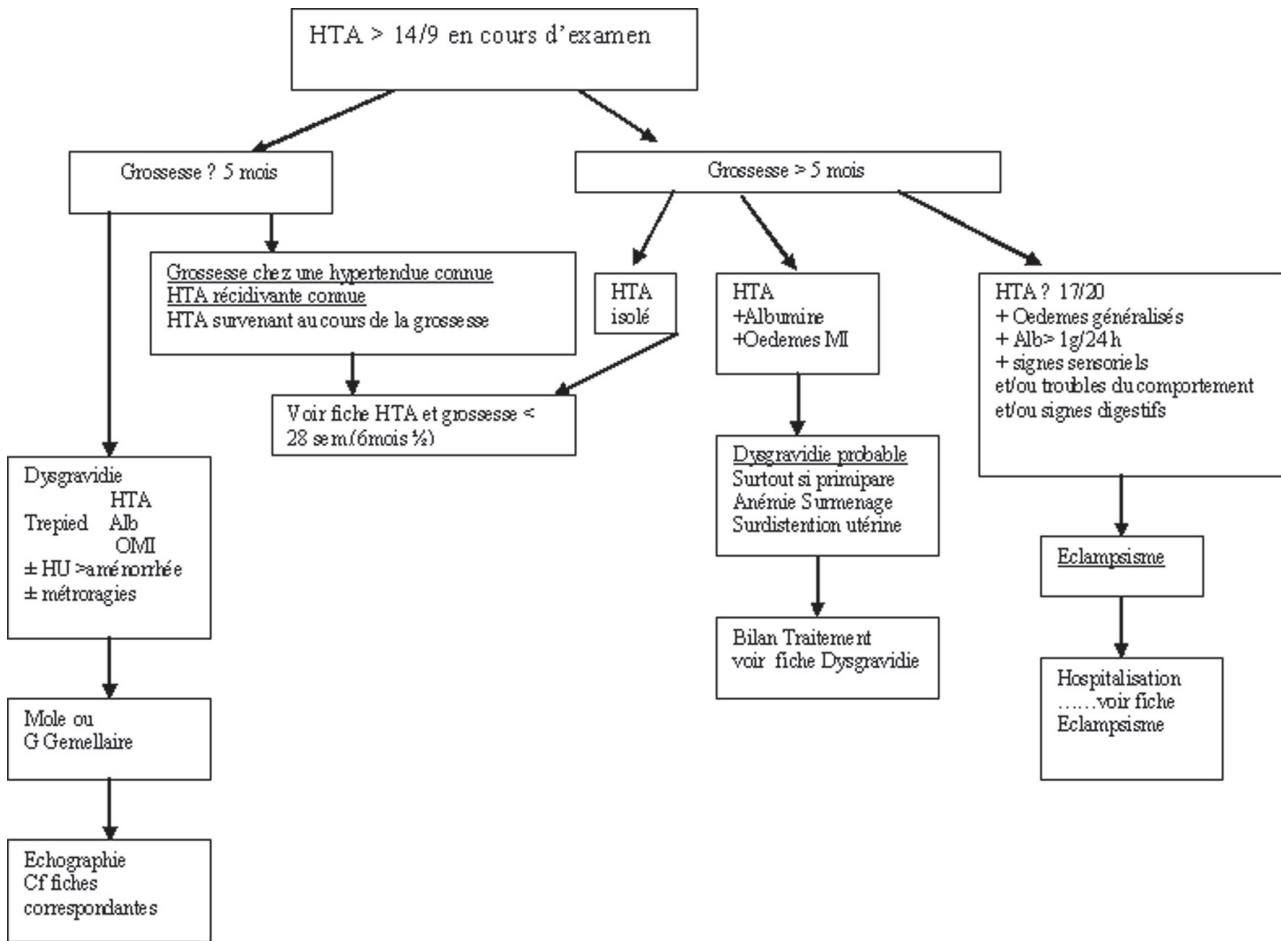 HTA > 14/9 en cours d'examen
Grossesse ? 5 mois
Grossesse > 5 mois
Grossesse chez une hypertendue connue
HTA récidivante connue
HTA survenant au cours de la grossesse
HTA
isolé
HTA
+Albumine
+Oedemes MI
HTA ? 17/20
+ Oedemes généralisés
+ Alb> 1g/24 h
+ signes sensoriels
et/ou troubles du comportement
et/ou signes digestifs
Voir fiche HTA et grossesse <
28 sem.(6mois ½)
Dysgravidie
HTA
Trepied Alb
OMI
± HU >aménorrhée
± métroragies
Dysgravidie probable
Surtout si primipare
Anémie Surmenage
Surdistention utérine
Eclampsisme
Bilan Traitement
voir fiche Dysgravidie
Hospitalisation
……voir fiche
Eclampsisme
Mole ou
G Gemellaire
Echographie
Cf fiches
correspondantes